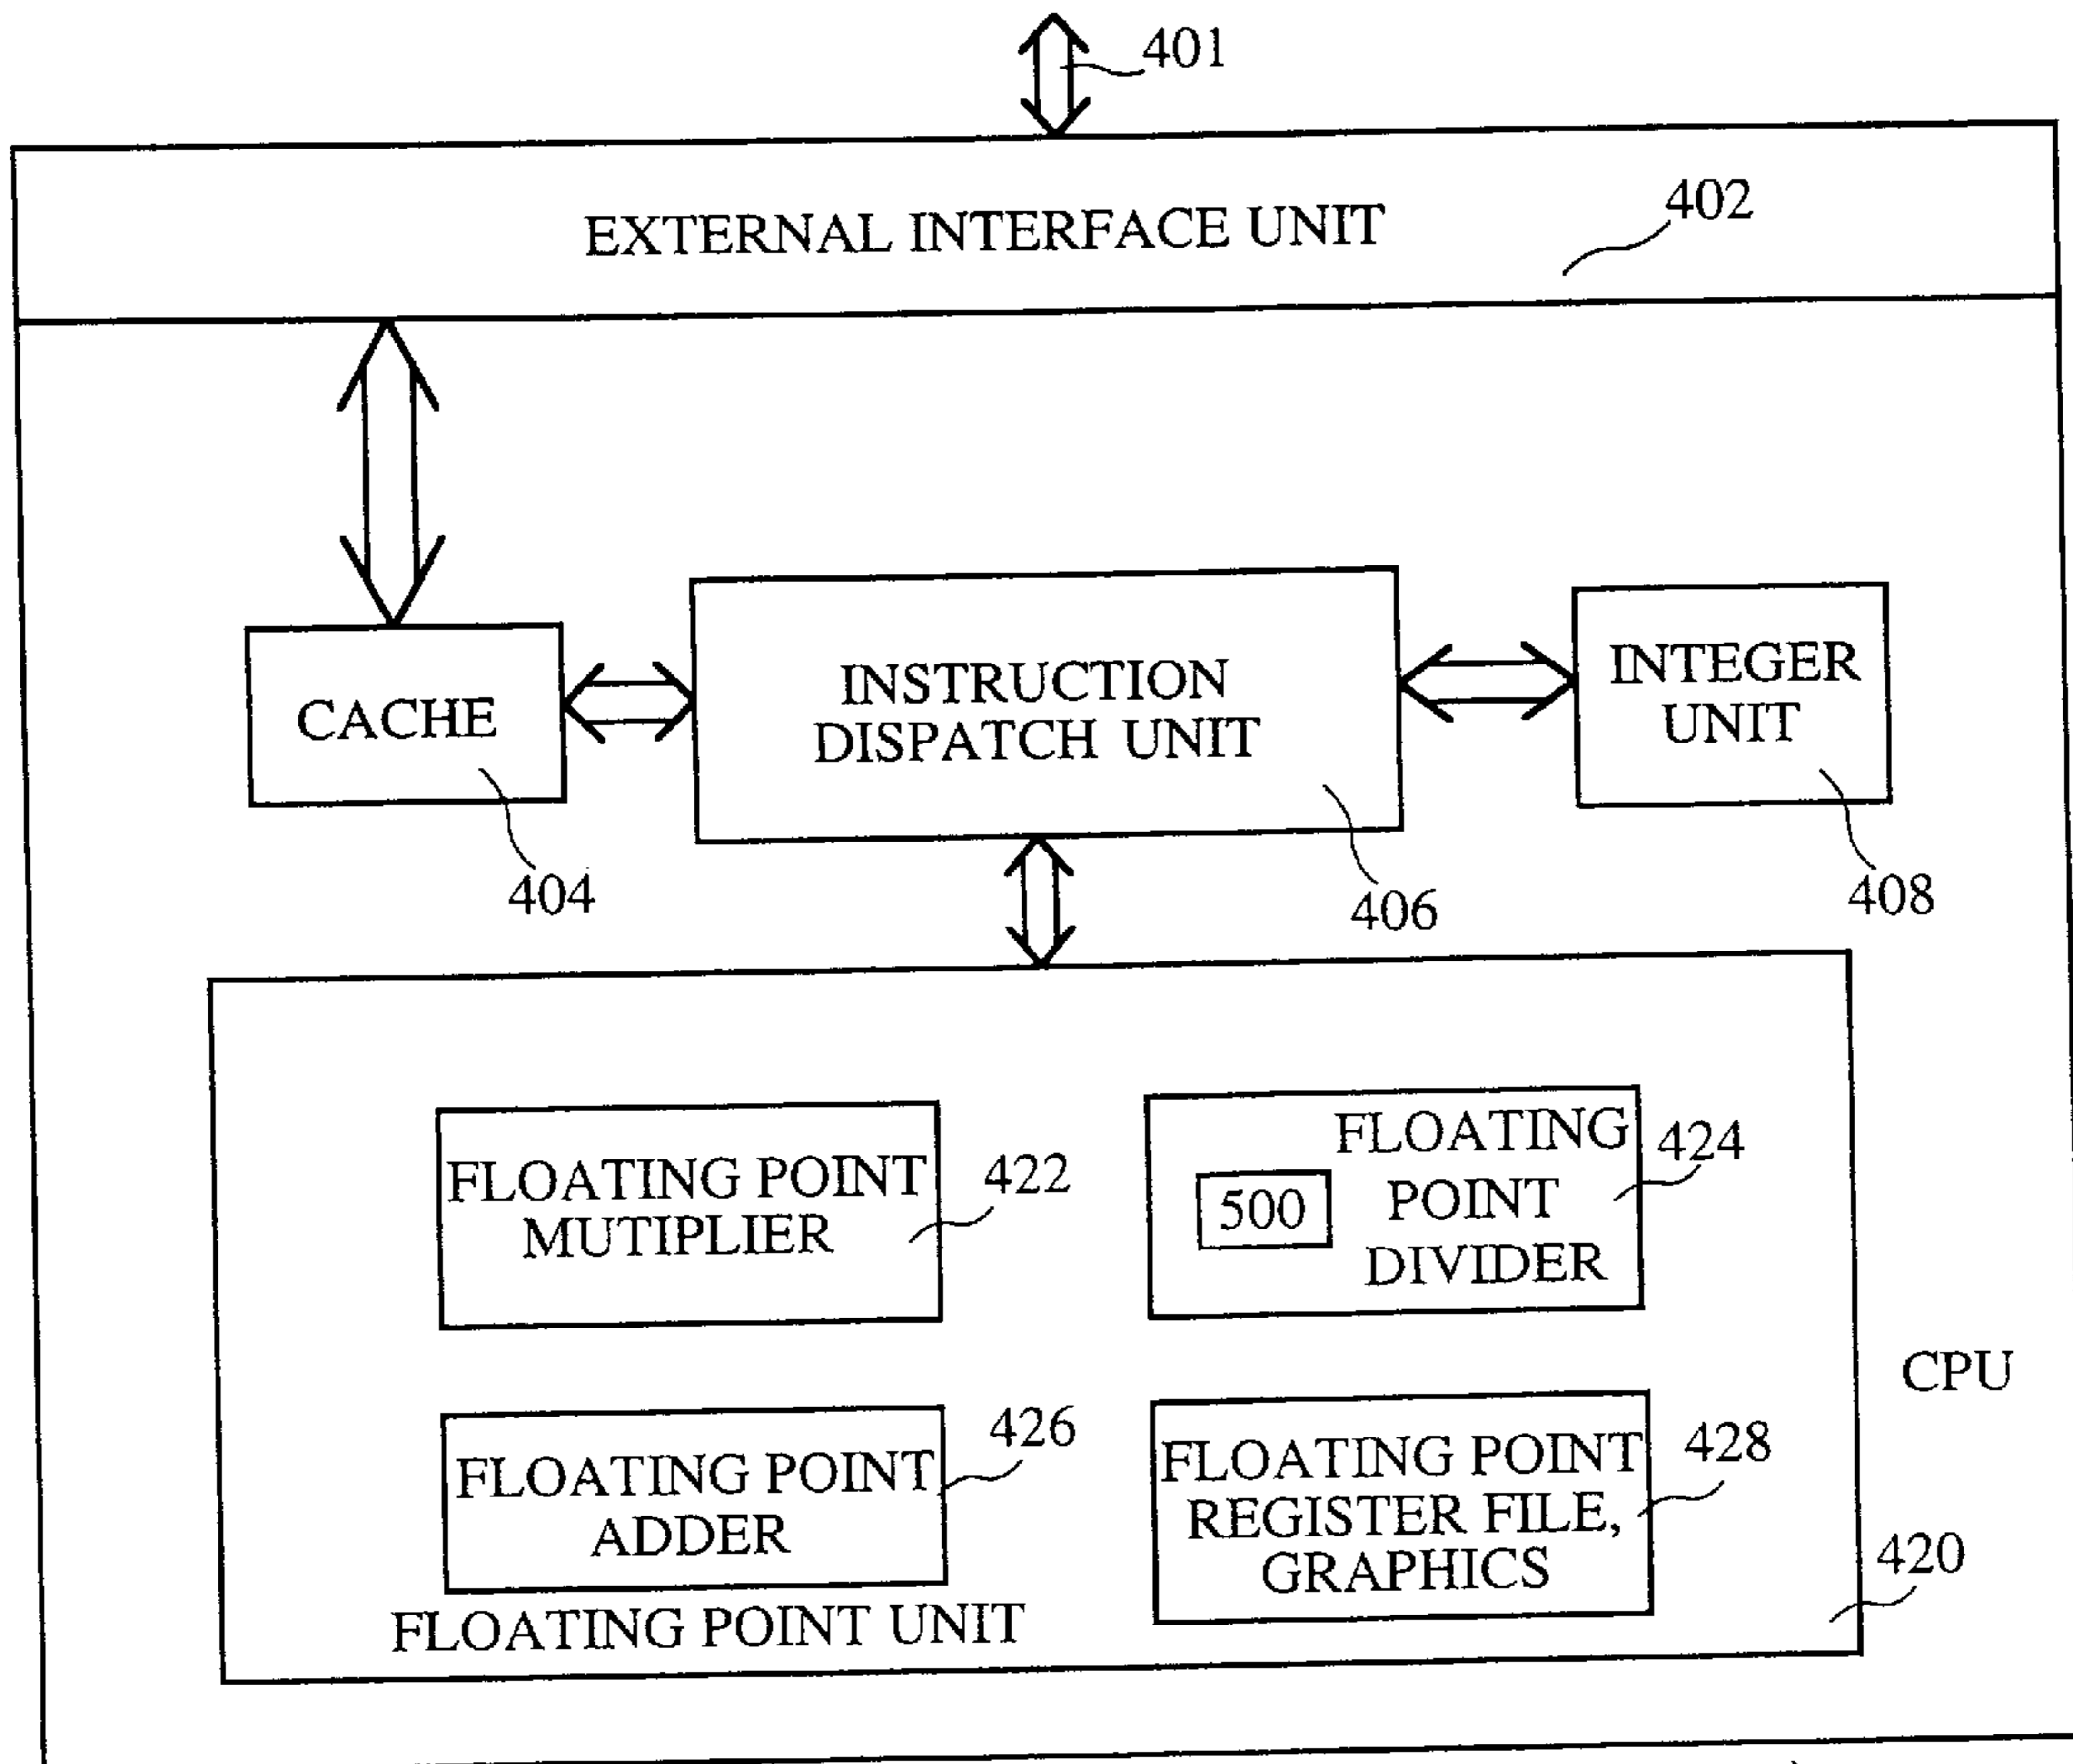 401
EXTERNAL INTERFACE UNIT
402
CACHE
404
INSTRUCTION
DISPATCH UNIT
406
INTEGER
UNIT
408
FLOATING POINT
MUTIPLIER
422
500
FLOATING
POINT
DIVIDER
424
CPU
FLOATING POINT
ADDER
426
FLOATING POINT
REGISTER FILE,
GRAPHICS
428
FLOATING POINT UNIT
420